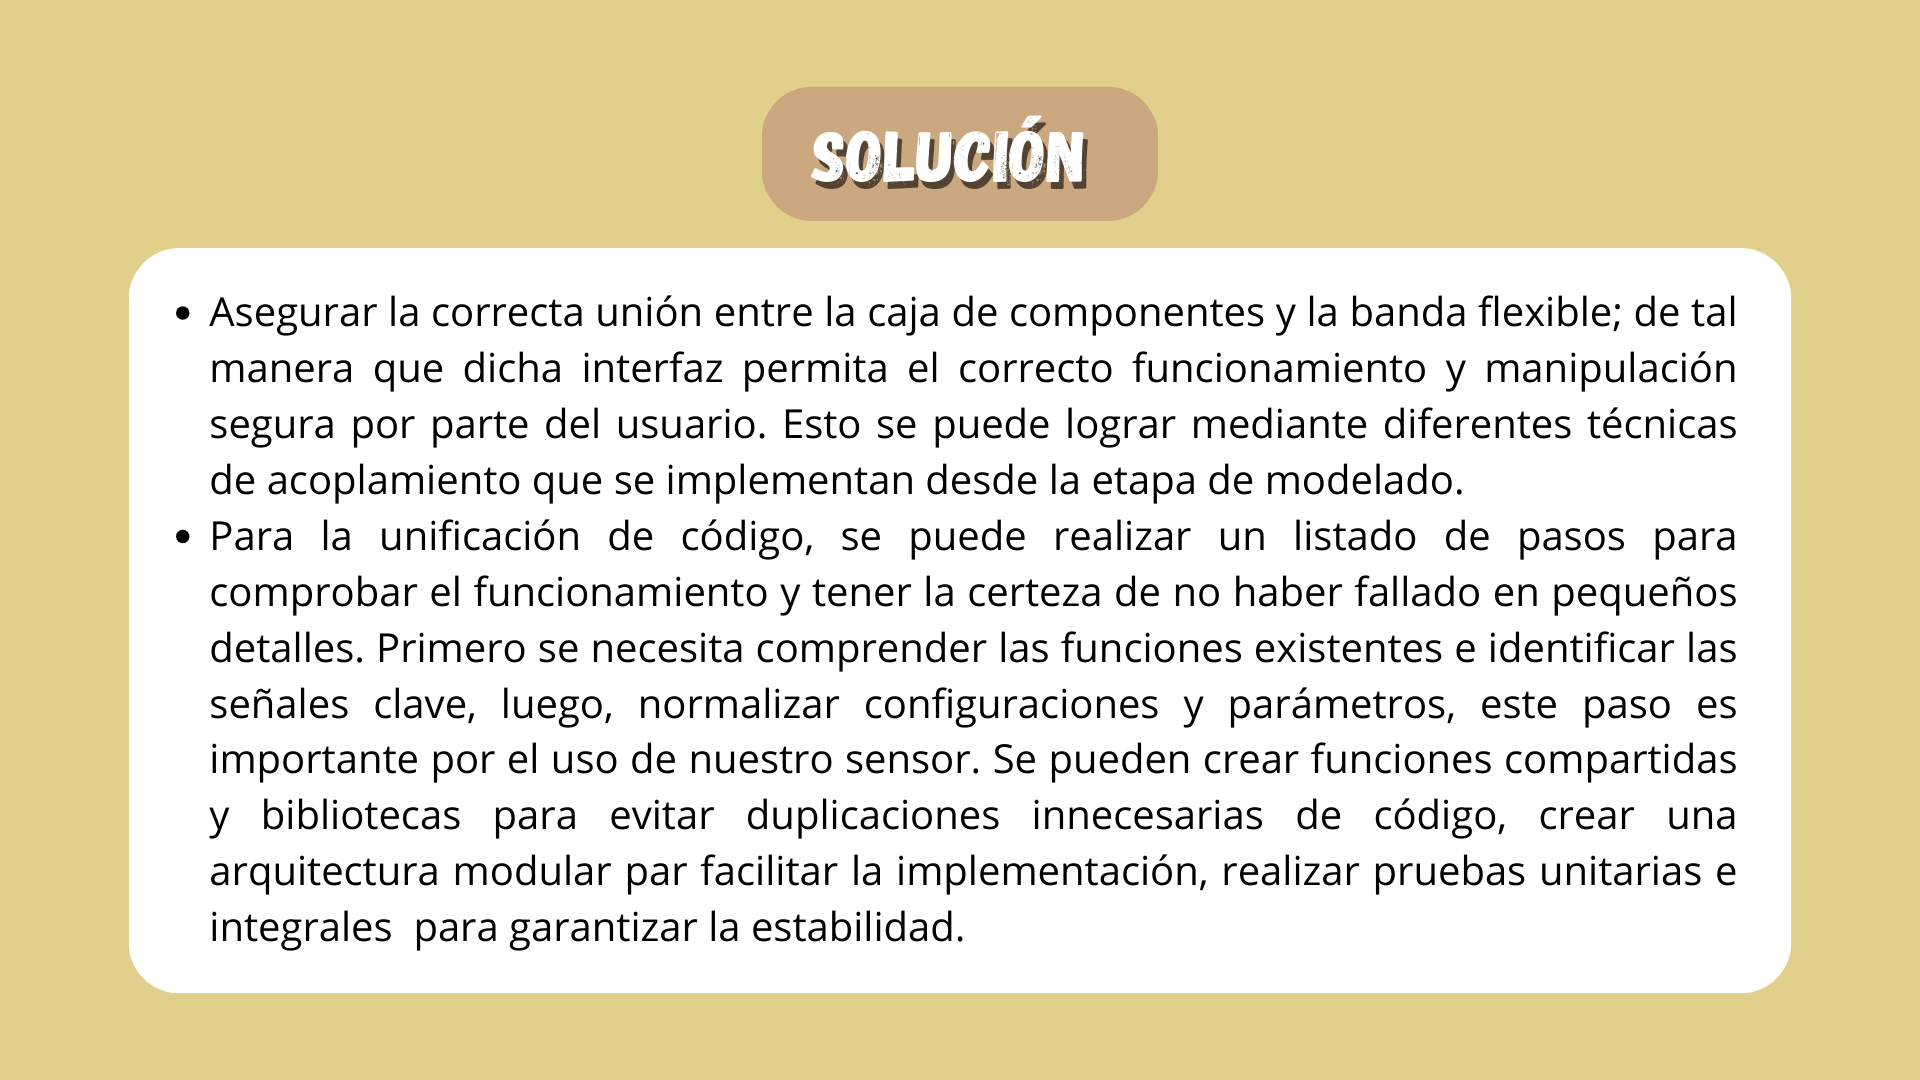 SOLUCIÓN
• Asegurar la correcta unión entre la caja de componentes y la banda flexible; de tal
manera que dicha interfaz permita el correcto funcionamiento y manipulación
segura por parte del usuario. Esto se puede lograr mediante diferentes técnicas
de acoplamiento que se implementan desde la etapa de modelado.
• Para la unificación de código, se puede realizar un listado de pasos para
comprobar el funcionamiento y tener la certeza de no haber fallado en pequeños
detalles. Primero se necesita comprender las funciones existentes e identificar las
señales clave, luego, normalizar configuraciones y parámetros, este paso es
importante por el uso de nuestro sensor. Se pueden crear funciones compartidas
y bibliotecas para evitar duplicaciones innecesarias de código, crear una
arquitectura modular par facilitar la implementación, realizar pruebas unitarias e
integrales  para garantizar la estabilidad.